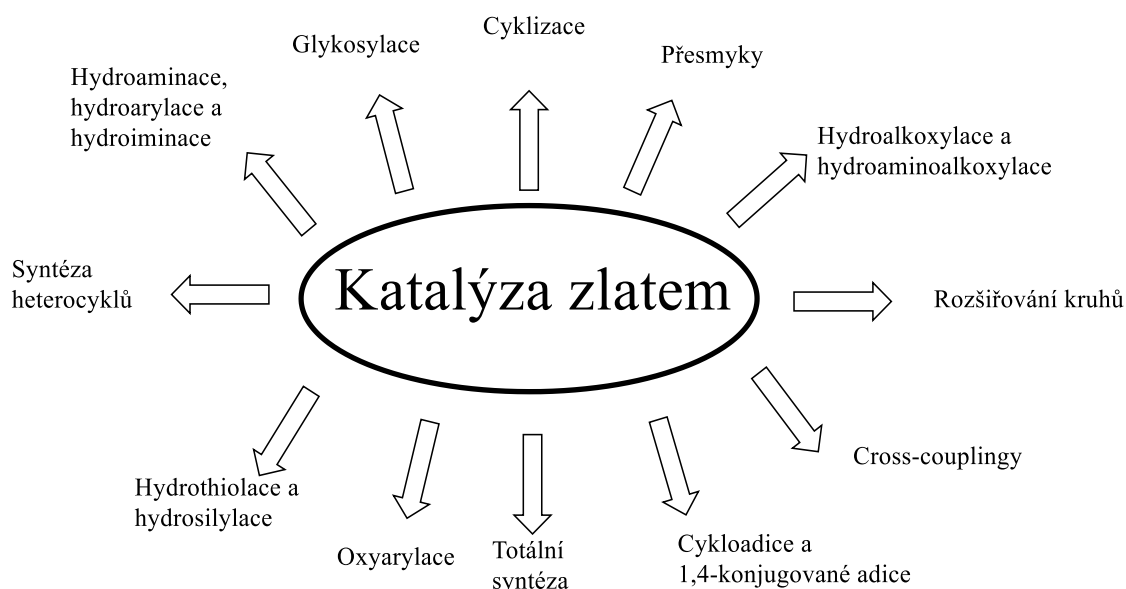 Cyklizace
Glykosylace
Přesmyky
Hydroaminace,
hydroarylace a
hydroiminace
Hydroalkoxylace a
hydroaminoalkoxylace
Syntéza
heterocyklů
Katalýza zlatem
Rozšiřování kruhů
Cross-couplingy
Hydrothiolace a
hydrosilylace
Oxyarylace
Totální
syntéza
Cykloadice a
1,4-konjugované adice